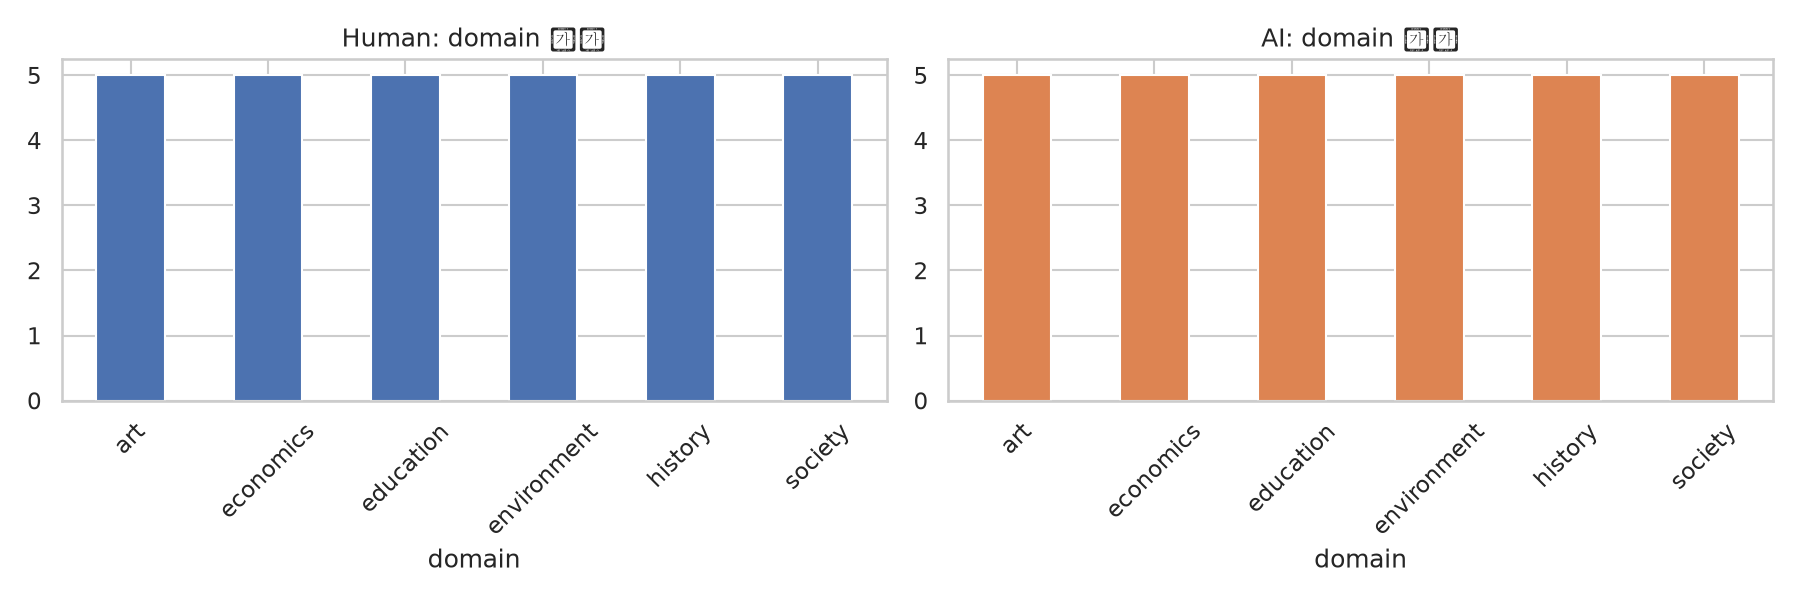 Human: domain
5
4
3
2
1
0
art
economics
education
environment
history
society
domain
AI: domain
5
4
3
2
1
0
art
economics
education
environment
history
society
domain